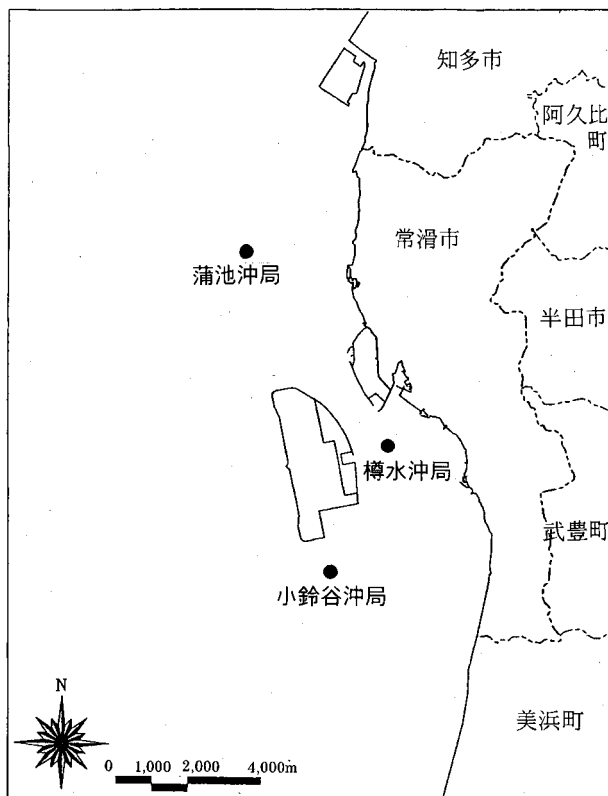 知多市
阿久比
町
常滑市
蒲池沖局
半田市
樽水沖局
武豊町
小鈴谷沖局
N
美浜町
0 1,000 2,000 4,000m